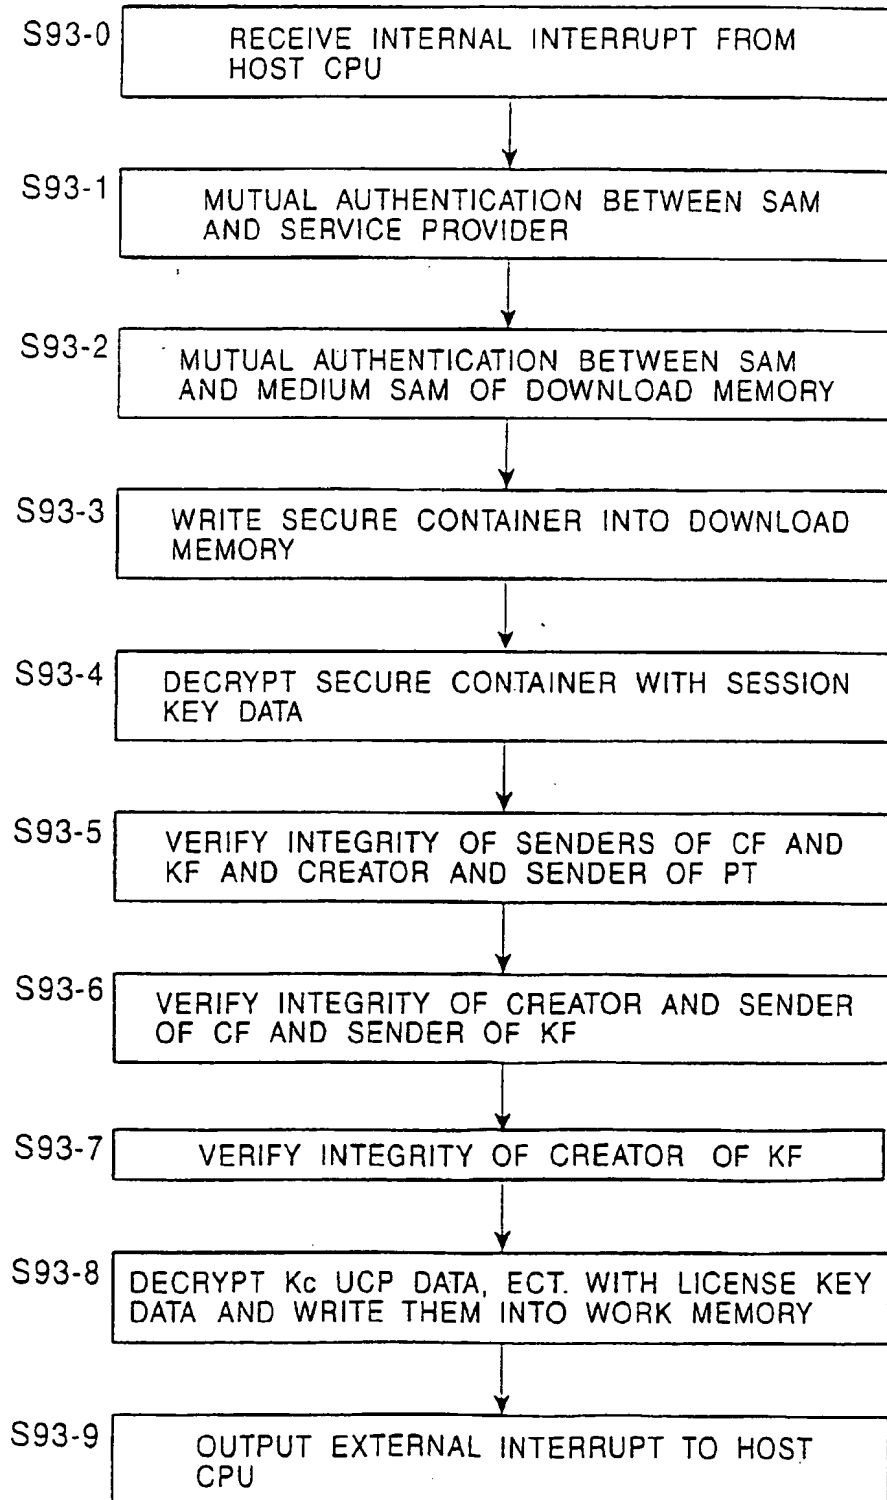 S93-0
RECEIVE INTERNAL INTERRUPT FROM
HOST CPU
S93-1
MUTUAL AUTHENTICATION BETWEEN SAM
AND SERVICE PROVIDER
S93-2
MUTUAL AUTHENTICATION BETWEEN SAM
AND MEDIUM SAM OF DOWNLOAD MEMORY
S93-3
WRITE SECURE CONTAINER INTO DOWNLOAD
MEMORY
S93-4
DECRYPT SECURE CONTAINER WITH SESSION
KEY DATA
S93-5
VERIFY INTEGRITY OF SENDERS OF CF AND
KF AND CREATOR AND SENDER OF PT
S93-6
VERIFY INTEGRITY OF CREATOR AND SENDER
OF CF AND SENDER OF KF
S93-7
VERIFY INTEGRITY OF CREATOR OF KF
S93-8
DECRYPT Kc UCP DATA, ECT. WITH LICENSE KEY
DATA AND WRITE THEM INTO WORK MEMORY
S93-9
OUTPUT EXTERNAL INTERRUPT TO HOST
CPU